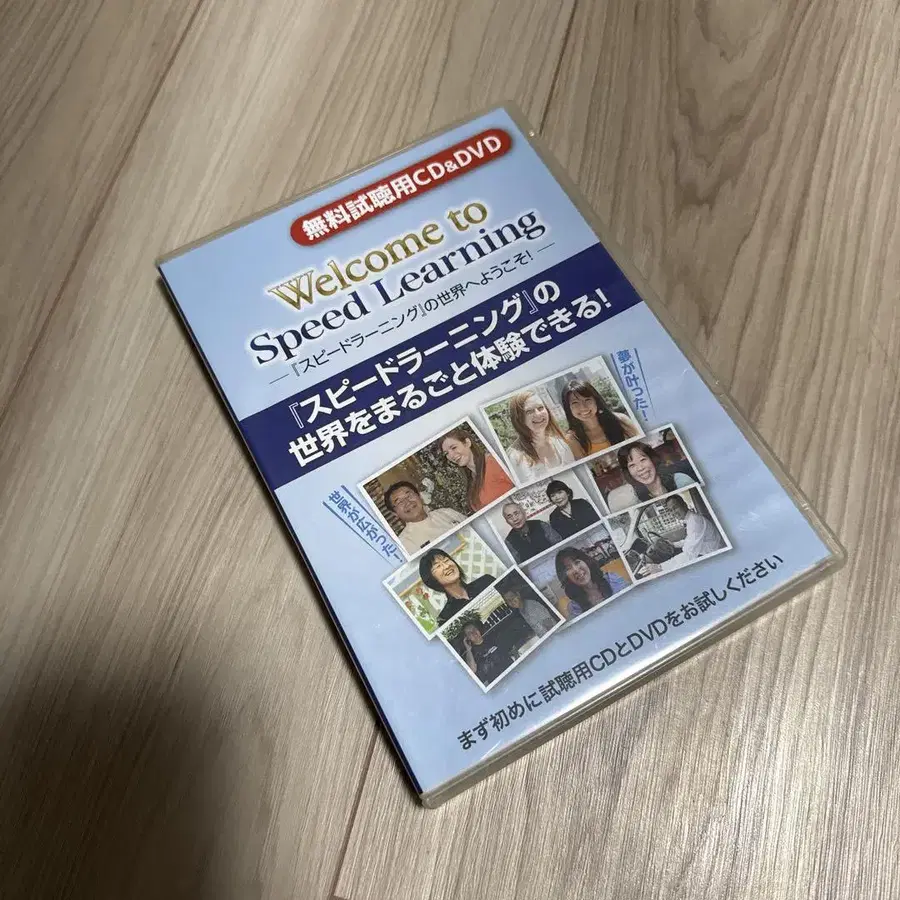 無料試聴用CD&DVD
Welcome to
Speed Learning
『スピードラーニング』の世界へようこそ!
『スピードラーニング』の
世界をまるごと体験できる!
夢が叶った!
世界が広がった!
まず初めに試聴用CDとDVDをお試しください